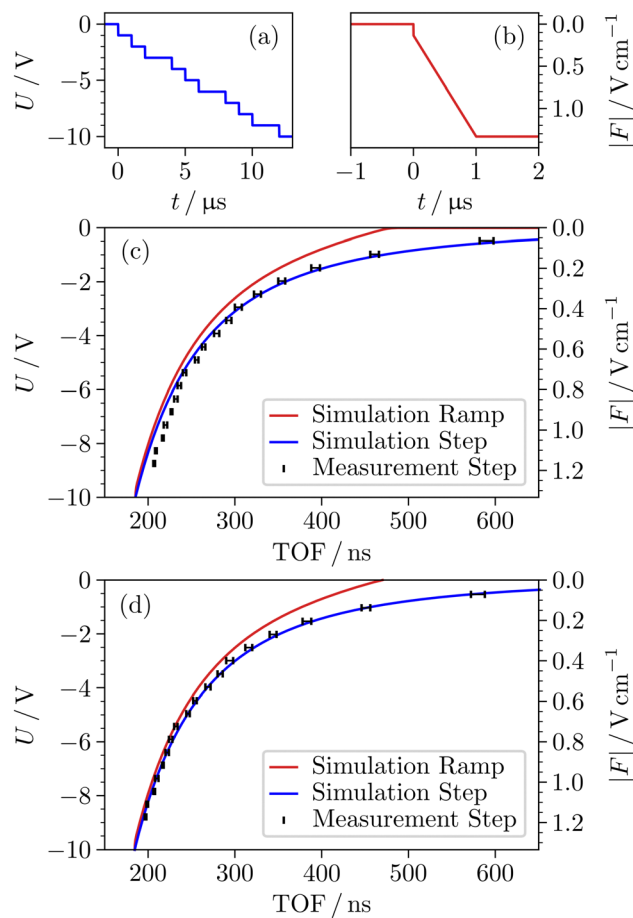 (a)
U / V
0
−5
−10
0
10
t / μs
(b)
0.0
0.5
1.0
|F| / V cm⁻¹
−1
0
1
2
t / μs
(c)
U / V
0
−2
−4
−6
−8
−10
0.0
0.2
0.4
0.6
0.8
1.0
1.2
|F| / V cm⁻¹
Simulation Ramp
Simulation Step
Measurement Step
200
300
400
500
600
TOF / ns
(d)
U / V
0
−2
−4
−6
−8
−10
0.0
0.2
0.4
0.6
0.8
1.0
1.2
|F| / V cm⁻¹
Simulation Ramp
Simulation Step
Measurement Step
200
300
400
500
600
TOF / ns